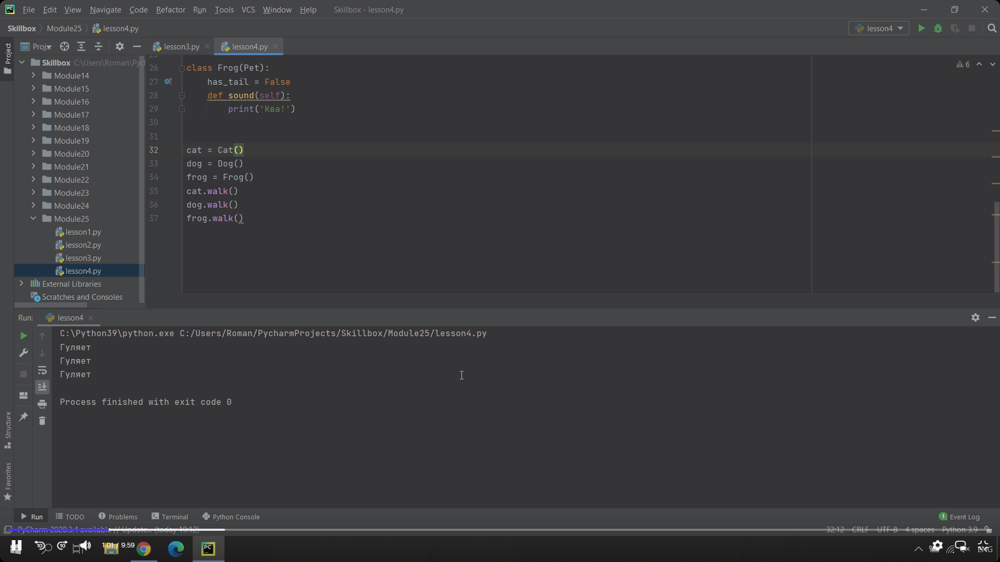 File Edit View Navigate Code Refactor Run Tools VCS Window Help Skillbox - lesson4.py
Skillbox Module25 lesson4.py lesson4
Proj... lesson3.py lesson4.py
Project
Skillbox C:\Users\Roman\Pyc
Module14
Module15
Module16
Module17
Module18
Module19
Module20
Module21
Module22
Module23
Module24
Module25
lesson1.py
lesson2.py
lesson3.py
lesson4.py
External Libraries
Scratches and Consoles
6
26 class Frog(Pet):
27 has_tail = False
28 def sound(self):
29 print('Ква!')
30
31
32 cat = Cat()
33 dog = Dog()
34 frog = Frog()
35 cat.walk()
36 dog.walk()
37 frog.walk()
Run: lesson4
C:\Python39\python.exe C:/Users/Roman/PycharmProjects/Skillbox/Module25/lesson4.py
Гуляет
Гуляет
Гуляет
Process finished with exit code 0
Structure
Favorites
Run TODO Problems Terminal Python Console 1 Event Log
PyCharm 2020.3.4 available // Update... (today 19:12) 32:12 CRLF UTF-8 4 spaces Python 3.9
10 10 1:01 / 9:59 PC ENG